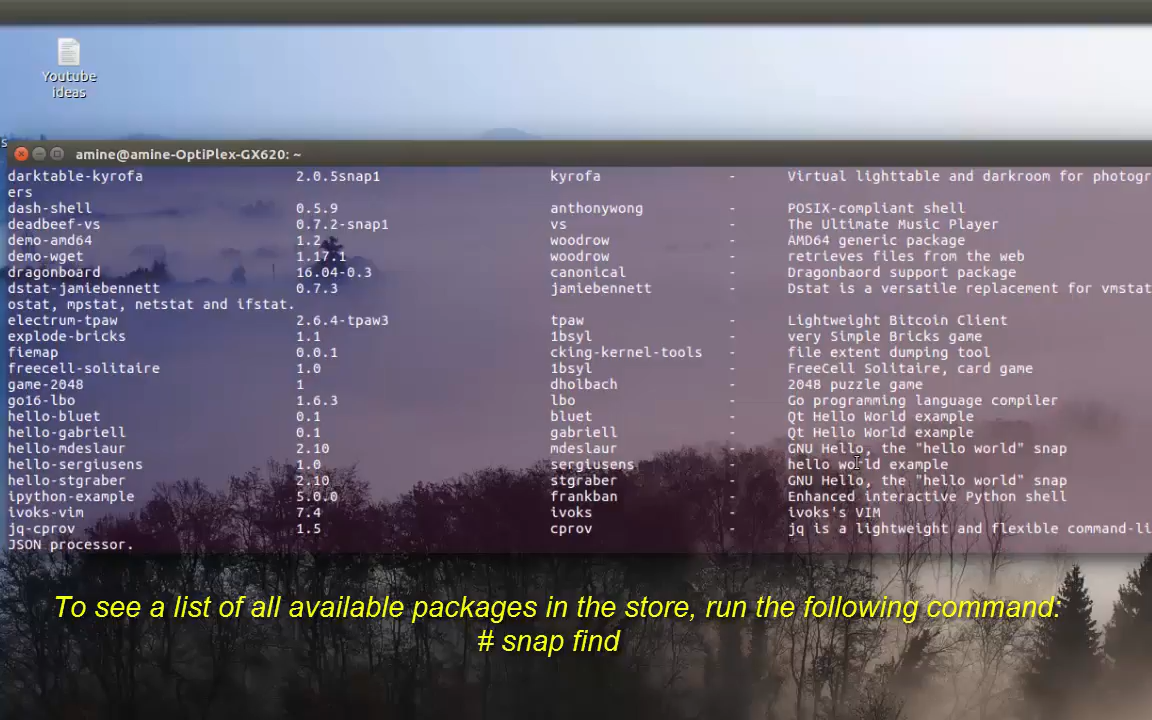 Youtube
ideas
s
amine@amine-OptiPlex-GX620: ~
darktable-kyrofa 2.0.5snap1 kyrofa - Virtual lighttable and darkroom for photogr
ers
dash-shell 0.5.9 anthonywong - POSIX-compliant shell
deadbeef-vs 0.7.2-snap1 vs - The Ultimate Music Player
demo-amd64 1.2 woodrow - AMD64 generic package
demo-wget 1.17.1 woodrow - retrieves files from the web
dragonboard 16.04-0.3 canonical - Dragonbaord support package
dstat-jamiebennett 0.7.3 jamiebennett - Dstat is a versatile replacement for vmstat
ostat, mpstat, netstat and ifstat.
electrum-tpaw 2.6.4-tpaw3 tpaw - Lightweight Bitcoin Client
explode-bricks 1.1 1bsyl - very Simple Bricks game
fiemap 0.0.1 cking-kernel-tools - file extent dumping tool
freecell-solitaire 1.0 1bsyl - FreeCell Solitaire, card game
game-2048 1 dholbach - 2048 puzzle game
go16-lbo 1.6.3 lbo - Go programming language compiler
hello-bluet 0.1 bluet - Qt Hello World example
hello-gabriell 0.1 gabriell - Qt Hello World example
hello-mdeslaur 2.10 mdeslaur - GNU Hello, the "hello world" snap
hello-sergiusens 1.0 sergiusens - hello world example
hello-stgraber 2.10 stgraber - GNU Hello, the "hello world" snap
ipython-example 5.0.0 frankban - Enhanced interactive Python shell
ivoks-vim 7.4 ivoks - ivoks's VIM
jq-cprov 1.5 cprov - jq is a lightweight and flexible command-li
JSON processor.
To see a list of all available packages in the store, run the following command:
# snap find